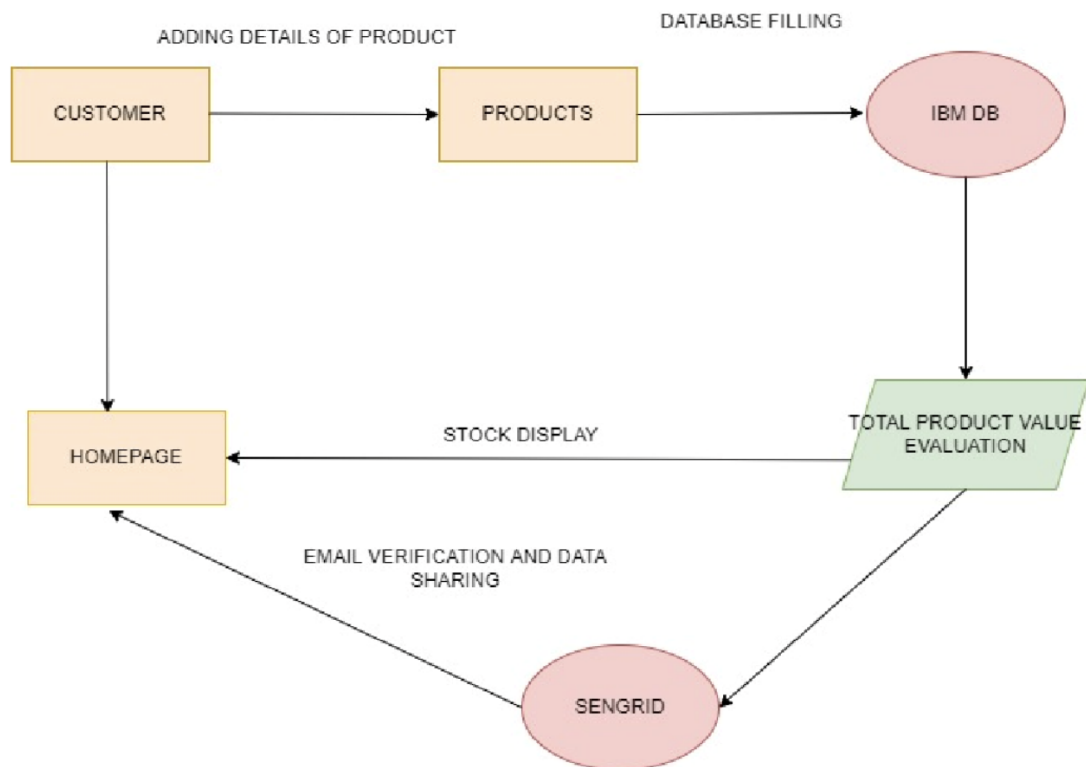 DATABASE FILLING
ADDING DETAILS OF PRODUCT
CUSTOMER
PRODUCTS
IBM DB
TOTAL PRODUCT VALUE
EVALUATION
STOCK DISPLAY
HOMEPAGE
EMAIL VERIFICATION AND DATA
SHARING
SENGRID